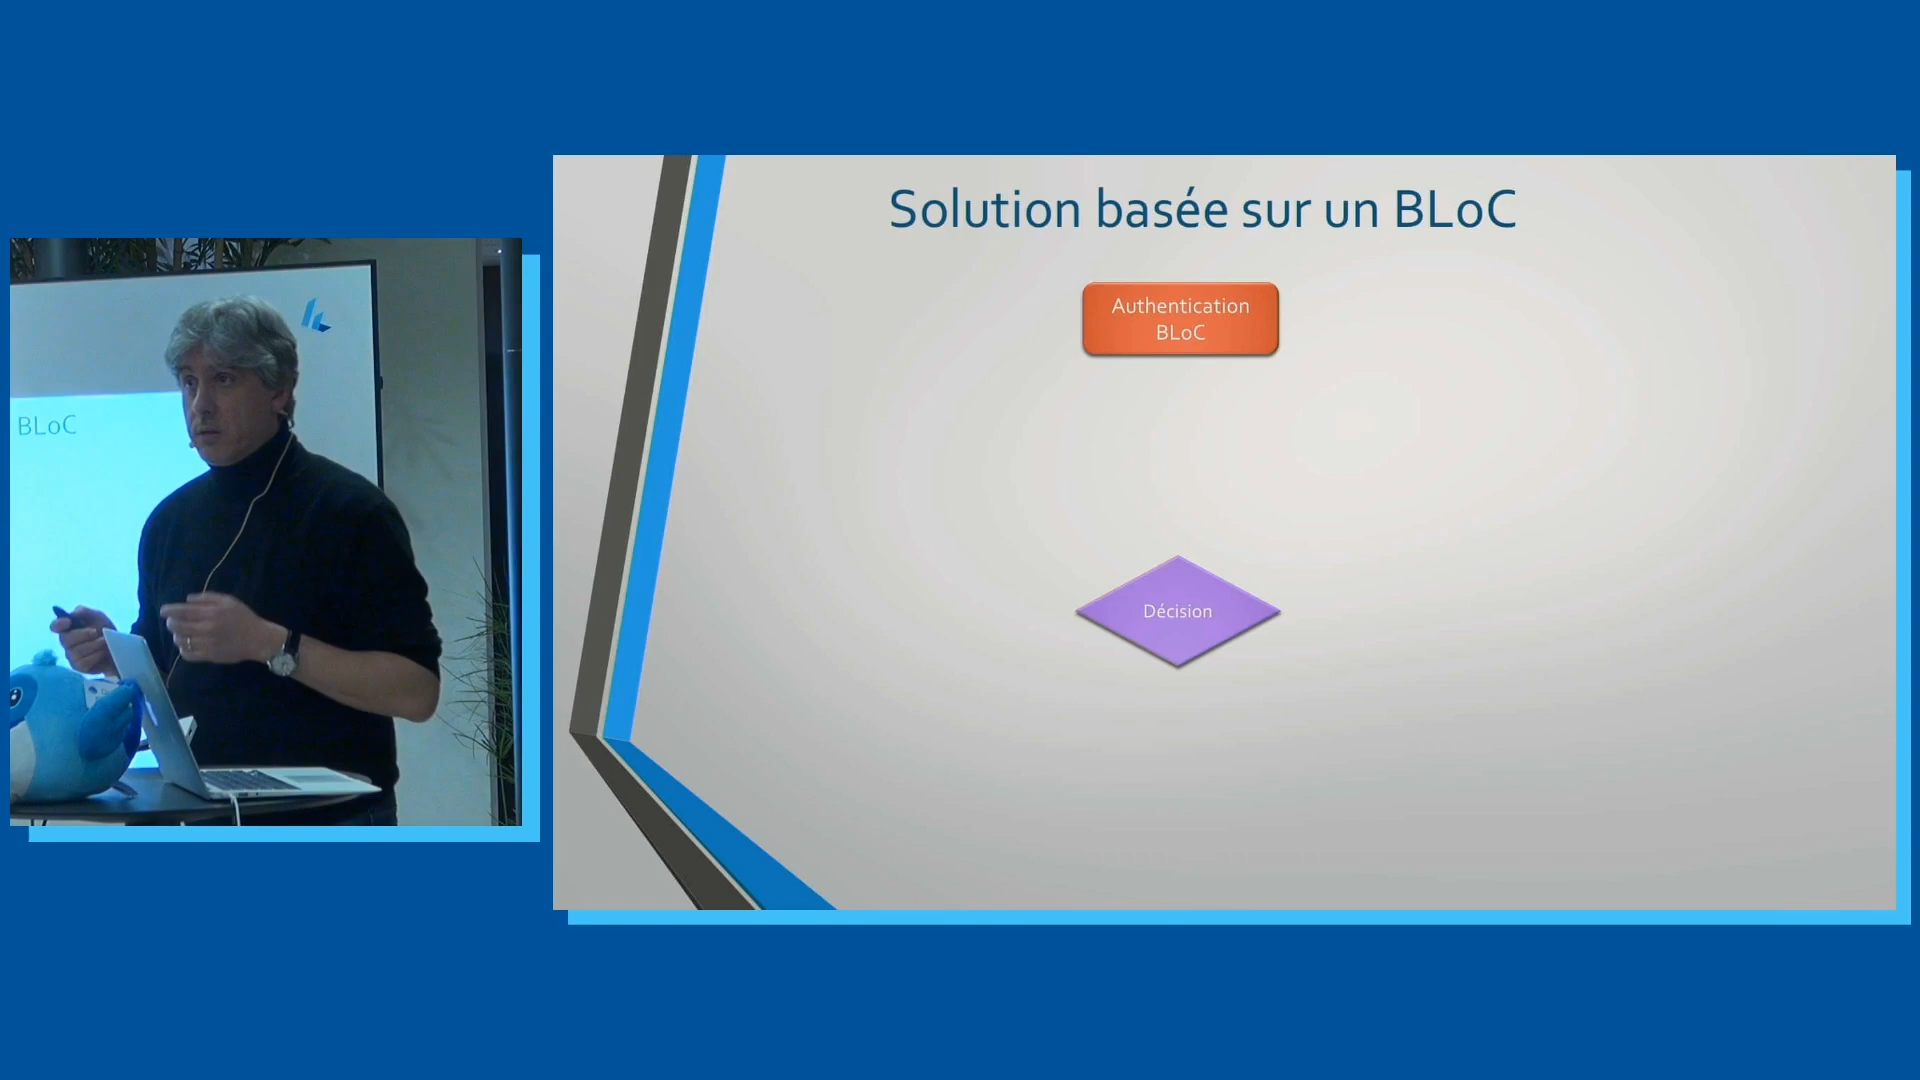 BLoC
Solution basée sur un BLoC
Authentication
BLoC
Décision